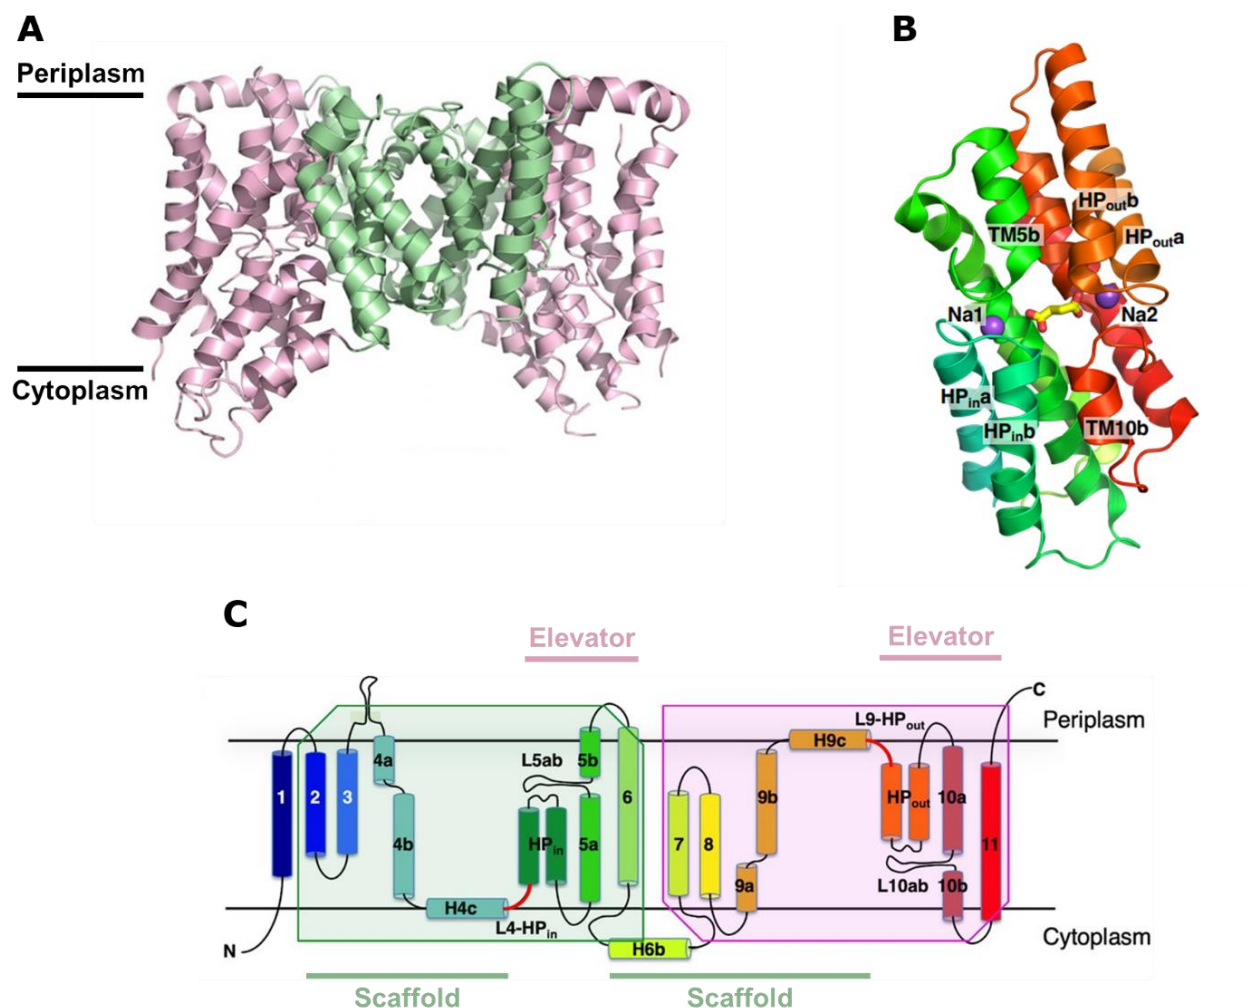 A
B
Periplasm
Cytoplasm
HPoutb
TM5b
HPouta
Na1
Na2
HPina
HPinb
TM10b
C
Elevator
Elevator
C
L9-HPout
Periplasm
H9c
4a
L5ab
5b
1
2
3
6
9b
HPout
10a
4b
HPin
5a
7
8
11
9a
L10ab
10b
H4c
L4-HPin
Cytoplasm
N
H6b
Scaffold
Scaffold